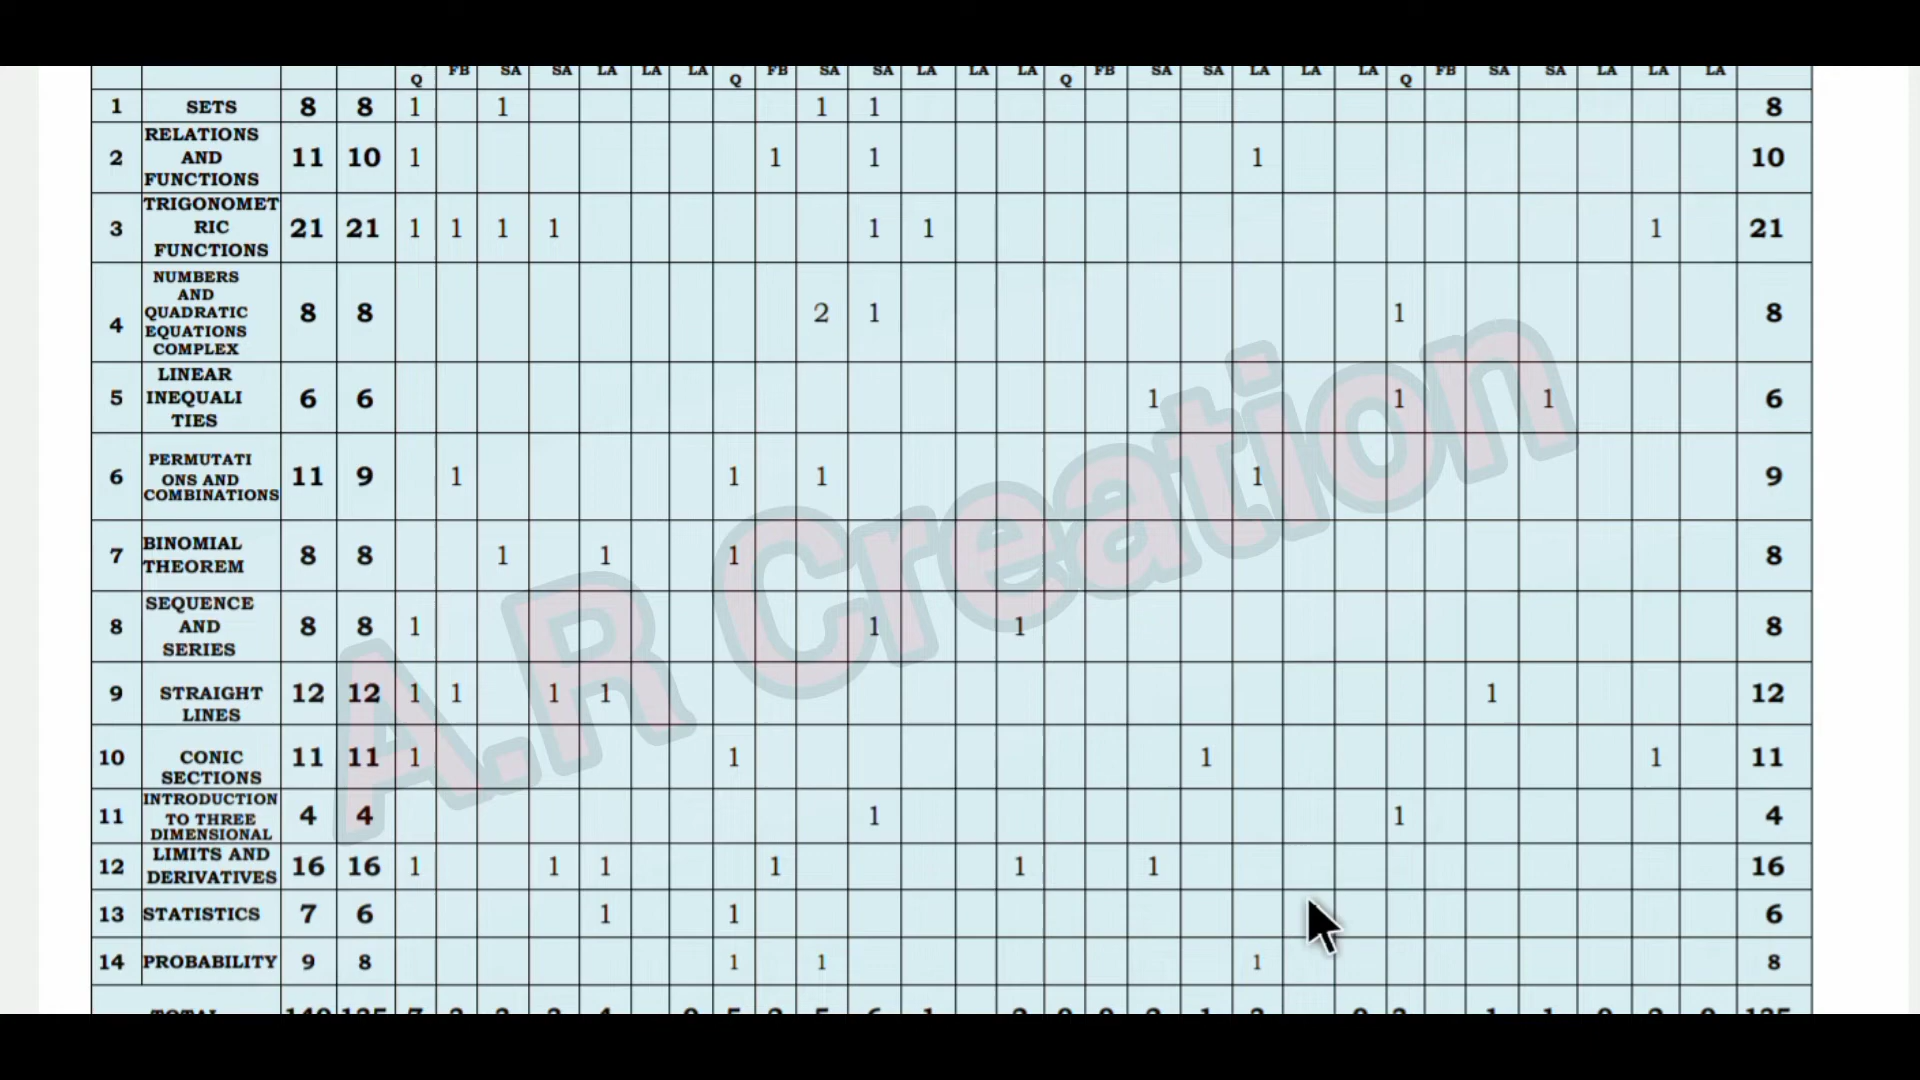 Q FB SA SA LA LA LA Q FB SA SA LA LA LA Q FB SA SA LA LA LA Q FB SA SA LA LA LA
1 SETS 8 8 1 1 1 1 8
RELATIONS
2 AND 11 10 1 1 1 1 10
FUNCTIONS
TRIGONOMET
3 RIC 21 21 1 1 1 1 1 1 1 21
FUNCTIONS
NUMBERS
AND
4 QUADRATIC 8 8 2 1 1 8
EQUATIONS
COMPLEX
LINEAR
5 INEQUALI 6 6 1 1 1 6
TIES
PERMUTATI
6 ONS AND 11 9 1 1 1 1 9
COMBINATIONS
7 BINOMIAL 8 8 1 1 1 8
THEOREM
SEQUENCE
8 AND 8 8 1 1 1 8
SERIES
9 STRAIGHT 12 12 1 1 1 1 1 12
LINES
10 CONIC 11 11 1 1 1 1 11
SECTIONS
INTRODUCTION
11 TO THREE 4 4 1 1 4
DIMENSIONAL
12 LIMITS AND 16 16 1 1 1 1 1 1 16
DERIVATIVES
13 STATISTICS 7 6 1 1 6
14 PROBABILITY 9 8 1 1 1 8
TOTAL
A.R Creation